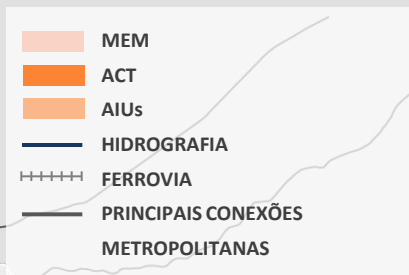 MEM
ACT
AIUs
HIDROGRAFIA
FERROVIA
PRINCIPAIS CONEXÕES
METROPOLITANAS